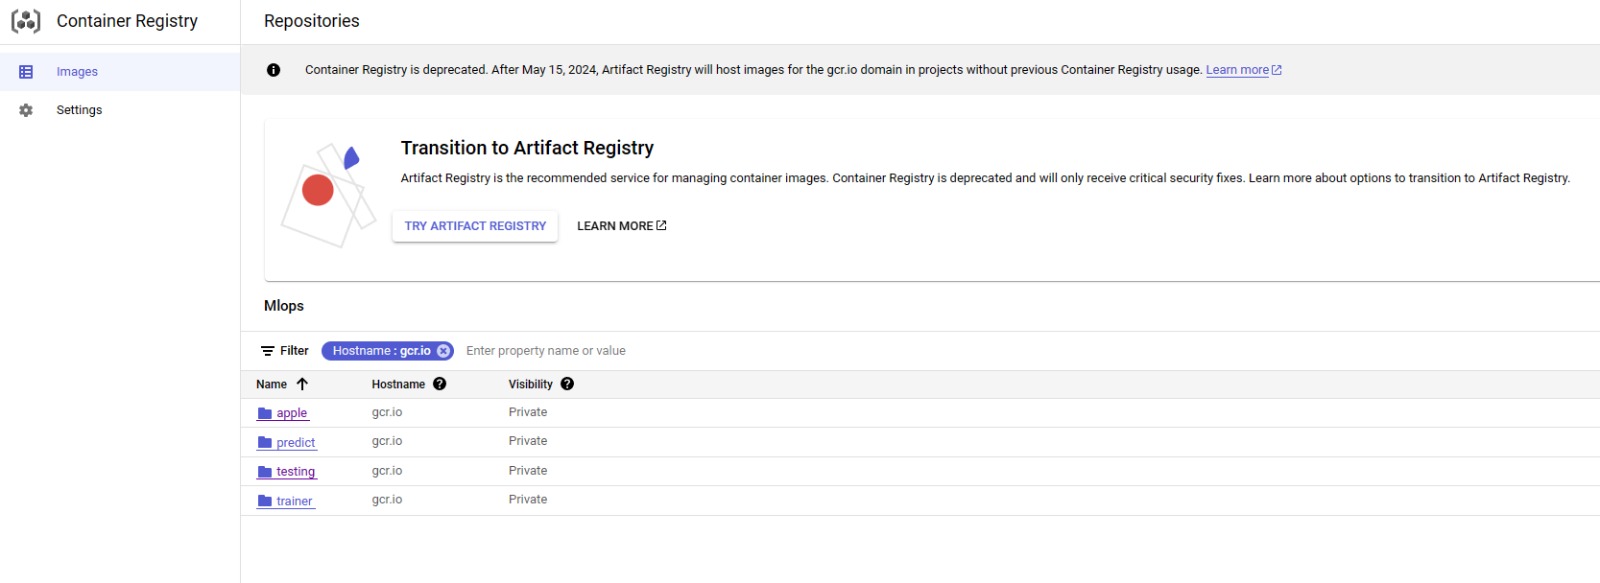 Container Registry
Repositories
Images
Settings
Container Registry is deprecated. After May 15, 2024, Artifact Registry will host images for the gcr.io domain in projects without previous Container Registry usage. Learn more
Transition to Artifact Registry
Artifact Registry is the recommended service for managing container images. Container Registry is deprecated and will only receive critical security fixes. Learn more about options to transition to Artifact Registry.
TRY ARTIFACT REGISTRY LEARN MORE
Mlops
Filter Hostname : gcr.io Enter property name or value
Name Hostname Visibility
apple gcr.io Private
predict gcr.io Private
testing gcr.io Private
trainer gcr.io Private